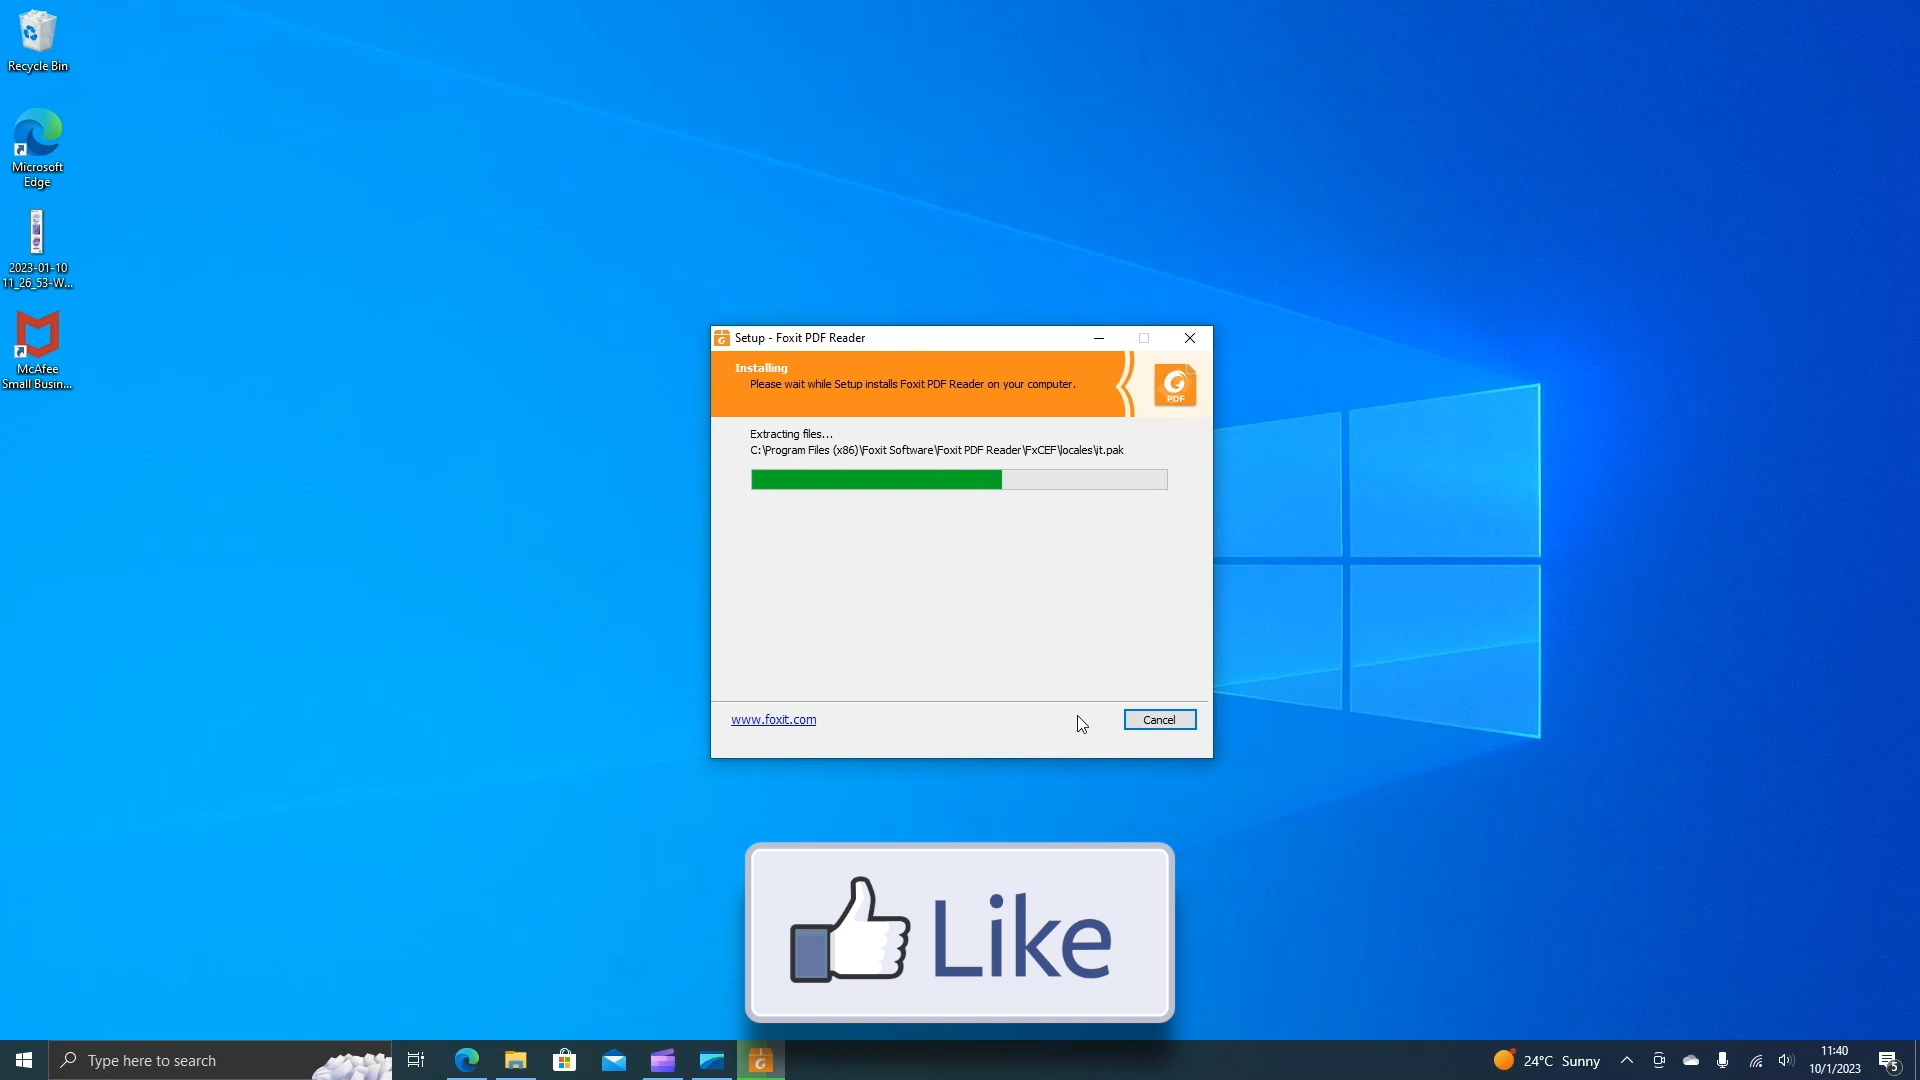 Recycle Bin
Microsoft
Edge
2023-01-10
11_26_53-W...
McAfee
Small Busin...
Setup - Foxit PDF Reader
Installing
Please wait while Setup installs Foxit PDF Reader on your computer.
PDF
Extracting files...
C:\Program Files (x86)\Foxit Software\Foxit PDF Reader\FxCEF\locales\it.pak
www.foxit.com
Cancel
Like
Type here to search
24°C Sunny
11:40
10/1/2023
5